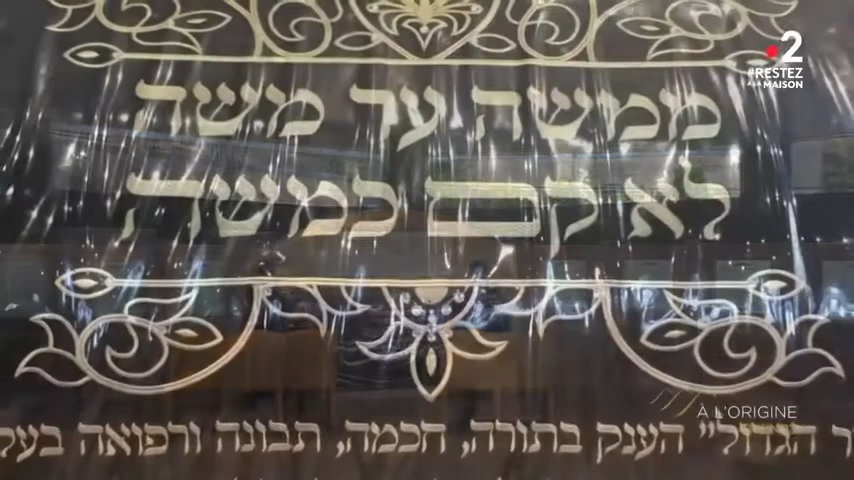 2
#RESTEZ
À LA
MAISON
ממשה עד משה
לא קם כמשה
À L'ORIGINE
הגדול" הענק בתורה, חכמה, תבונה ורפואה